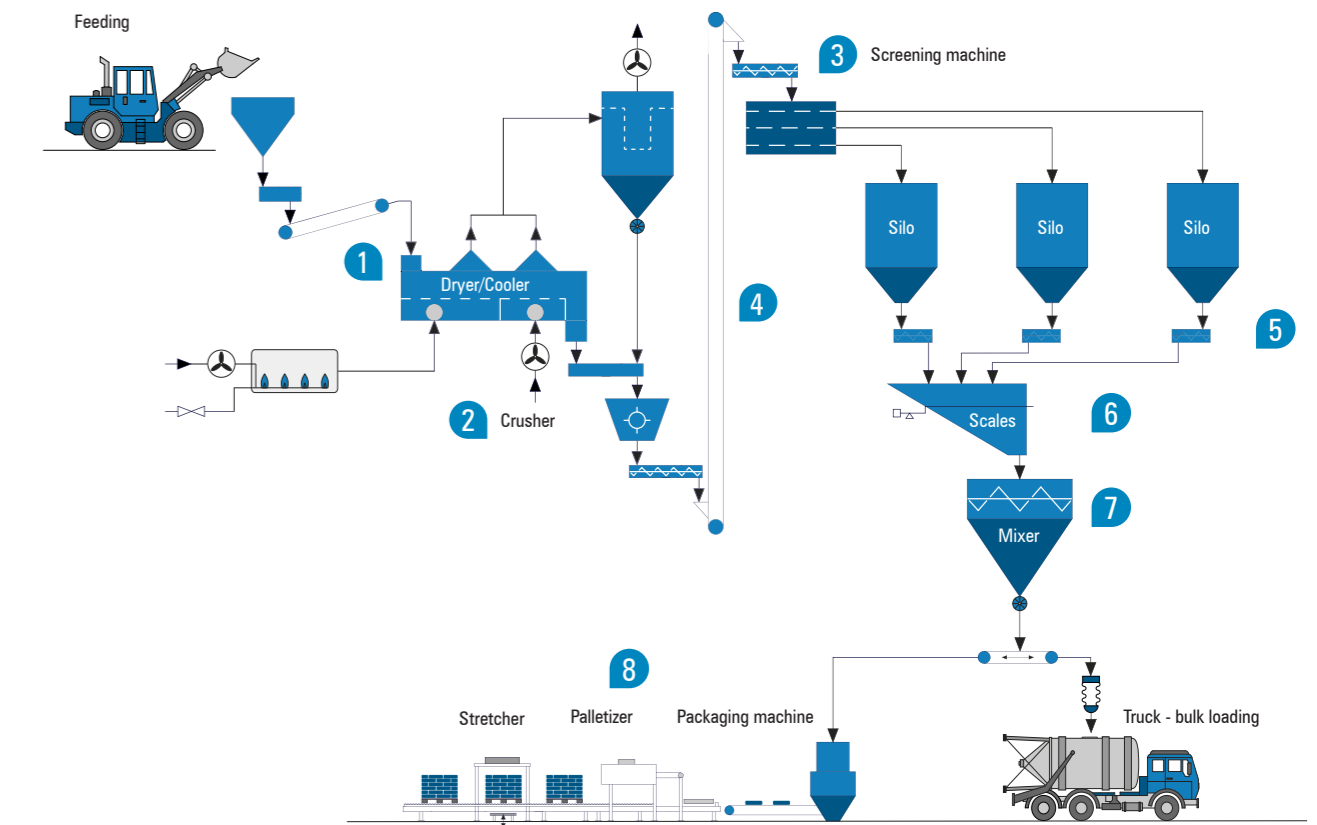 Feeding
3
Screening machine
Silo
Silo
Silo
1
Dryer/Cooler
4
5
2
Crusher
6
Scales
7
Mixer
8
Stretcher
Palletizer
Packaging machine
Truck - bulk loading